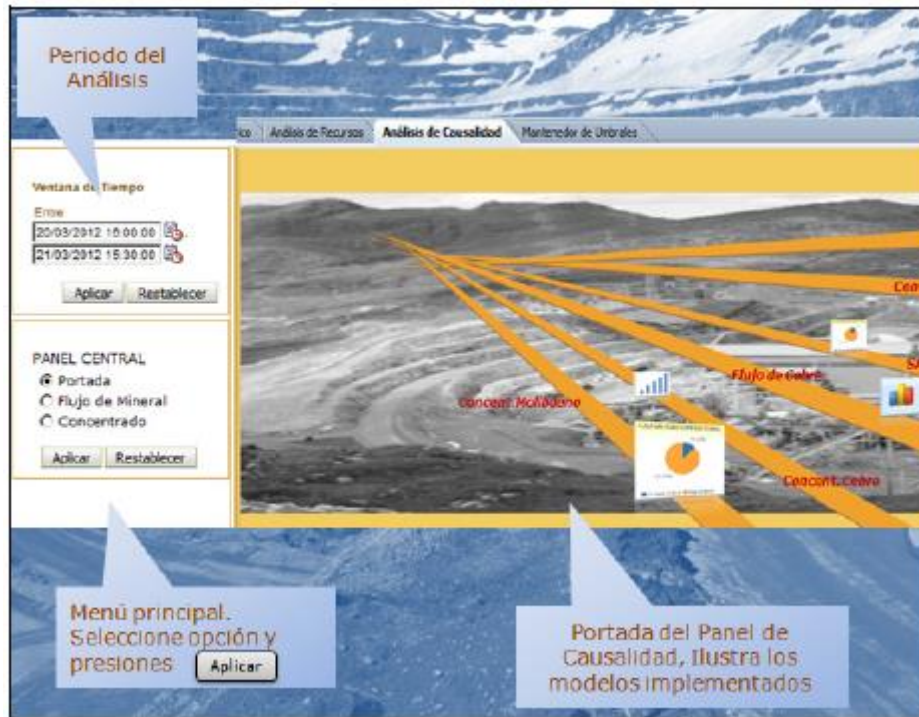 Periodo del
Análisis
ico Análisis de Recursos Análisis de Causalidad Mantenedor de Umbrales
Ventana de Tiempo
Entre
20/03/2012 16:00:00
21/03/2012 15:30:00
Aplicar Restablecer
PANEL CENTRAL
Portada
Flujo de Mineral
Concentrado
Aplicar Restablecer
Flujo de Cobre
Concent.Molibdeno
Concent.Cobre
Menú principal.
Seleccione opción y
presiones Aplicar
Portada del Panel de
Causalidad, Ilustra los
modelos implementados